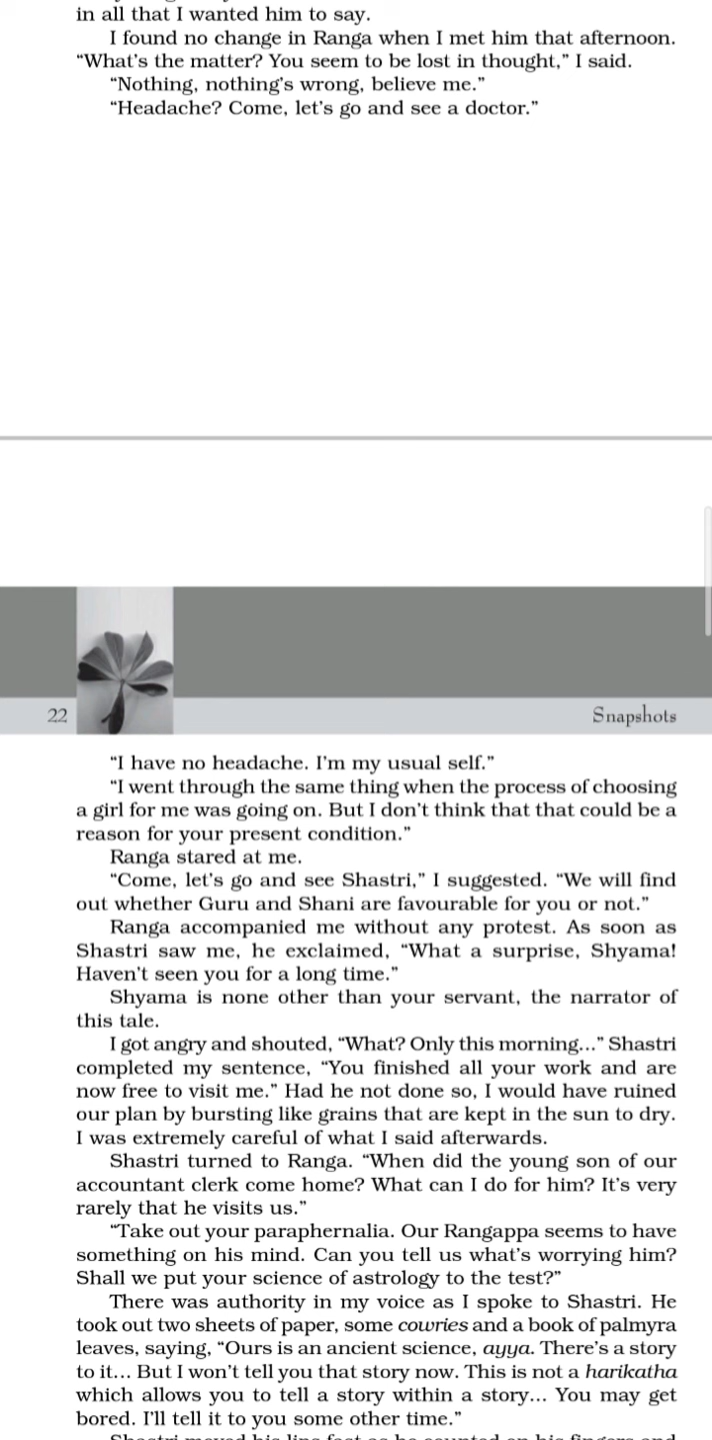 in all that I wanted him to say.
I found no change in Ranga when I met him that afternoon.
“What’s the matter? You seem to be lost in thought,” I said.
“Nothing, nothing’s wrong, believe me.”
“Headache? Come, let’s go and see a doctor.”
22
Snapshots
“I have no headache. I’m my usual self.”
“I went through the same thing when the process of choosing
a girl for me was going on. But I don’t think that that could be a
reason for your present condition.”
Ranga stared at me.
“Come, let’s go and see Shastri,” I suggested. “We will find
out whether Guru and Shani are favourable for you or not.”
Ranga accompanied me without any protest. As soon as
Shastri saw me, he exclaimed, “What a surprise, Shyama!
Haven’t seen you for a long time.”
Shyama is none other than your servant, the narrator of
this tale.
I got angry and shouted, “What? Only this morning...” Shastri
completed my sentence, “You finished all your work and are
now free to visit me.” Had he not done so, I would have ruined
our plan by bursting like grains that are kept in the sun to dry.
I was extremely careful of what I said afterwards.
Shastri turned to Ranga. “When did the young son of our
accountant clerk come home? What can I do for him? It’s very
rarely that he visits us.”
“Take out your paraphernalia. Our Rangappa seems to have
something on his mind. Can you tell us what’s worrying him?
Shall we put your science of astrology to the test?”
There was authority in my voice as I spoke to Shastri. He
took out two sheets of paper, some cowries and a book of palmyra
leaves, saying, “Ours is an ancient science, ayya. There’s a story
to it... But I won’t tell you that story now. This is not a harikatha
which allows you to tell a story within a story... You may get
bored. I’ll tell it to you some other time.”